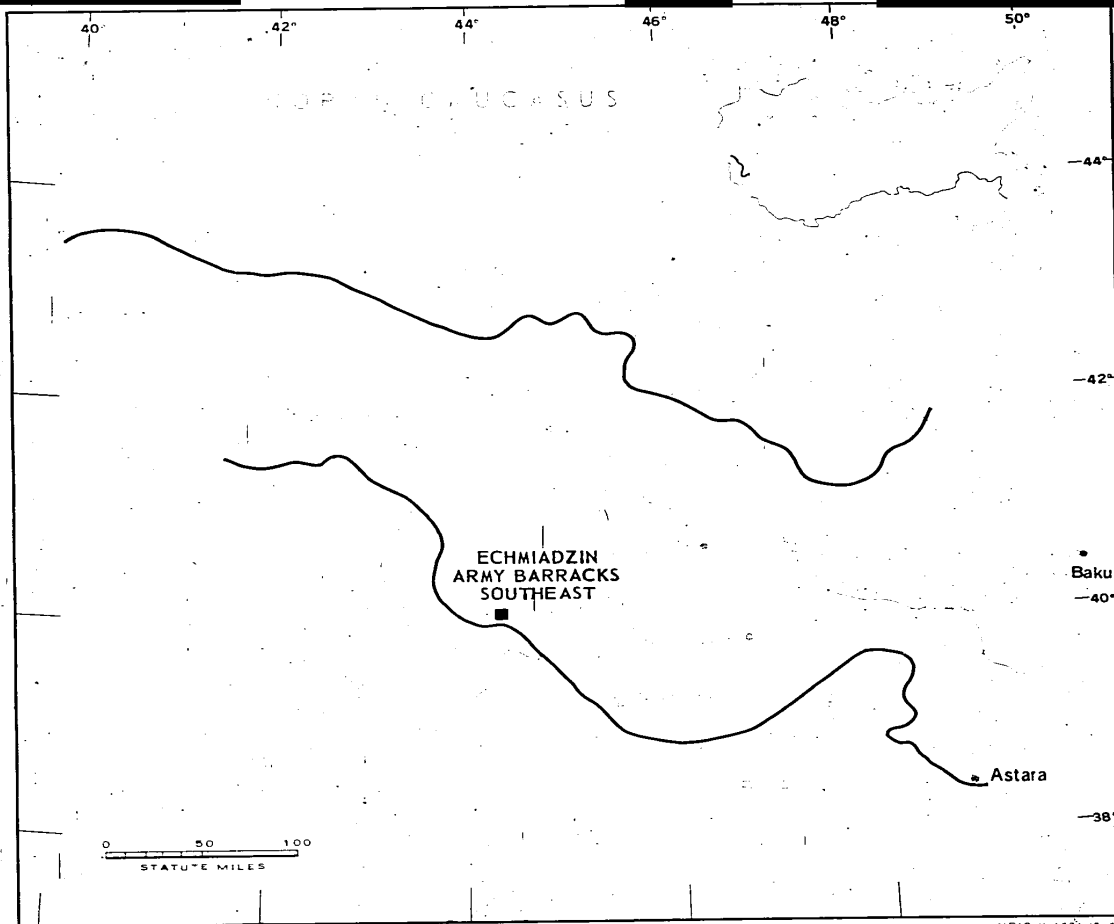 40° 42° 44° 46° 48° 50°
NORTH CAUCASUS
44°
42°
ECHMIADZIN
ARMY BARRACKS
SOUTHEAST
Baku
40°
Astara
38°
0 50 100
STATUTE MILES